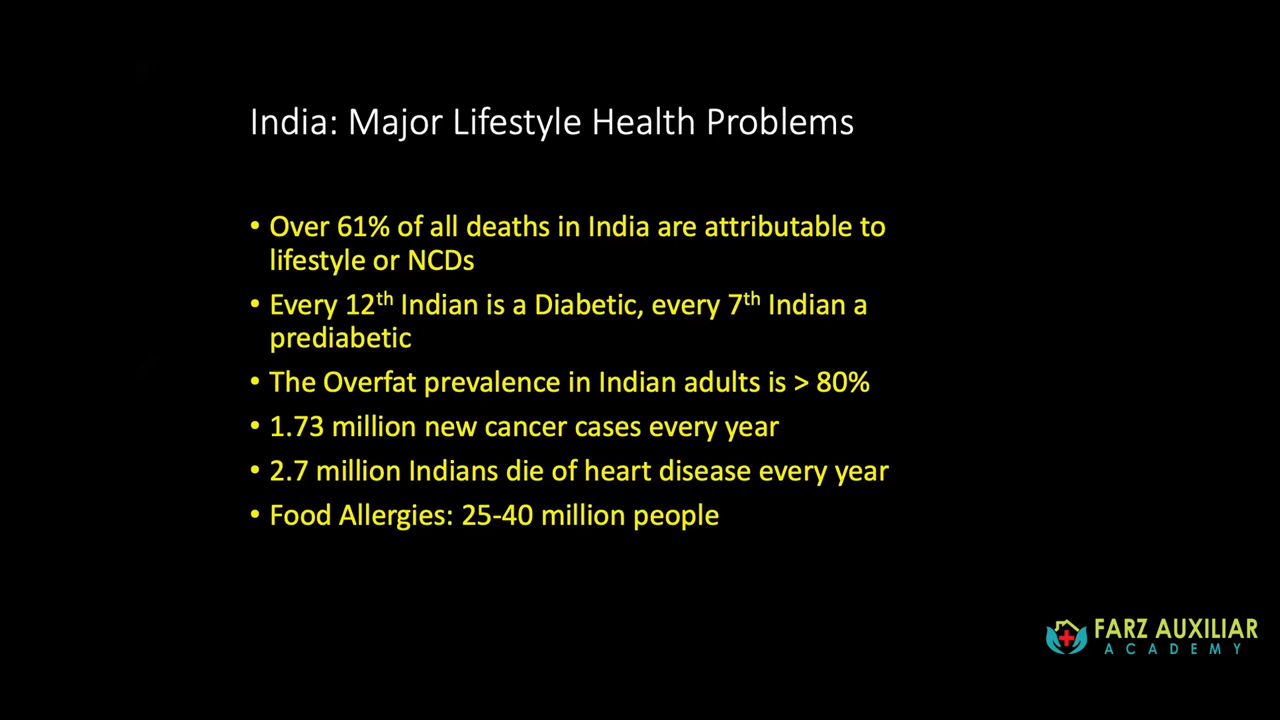 India: Major Lifestyle Health Problems
• Over 61% of all deaths in India are attributable to
lifestyle or NCDs
• Every 12th Indian is a Diabetic, every 7th Indian a
prediabetic
• The Overfat prevalence in Indian adults is > 80%
• 1.73 million new cancer cases every year
• 2.7 million Indians die of heart disease every year
• Food Allergies: 25-40 million people
FARZ AUXILIAR
ACADEMY